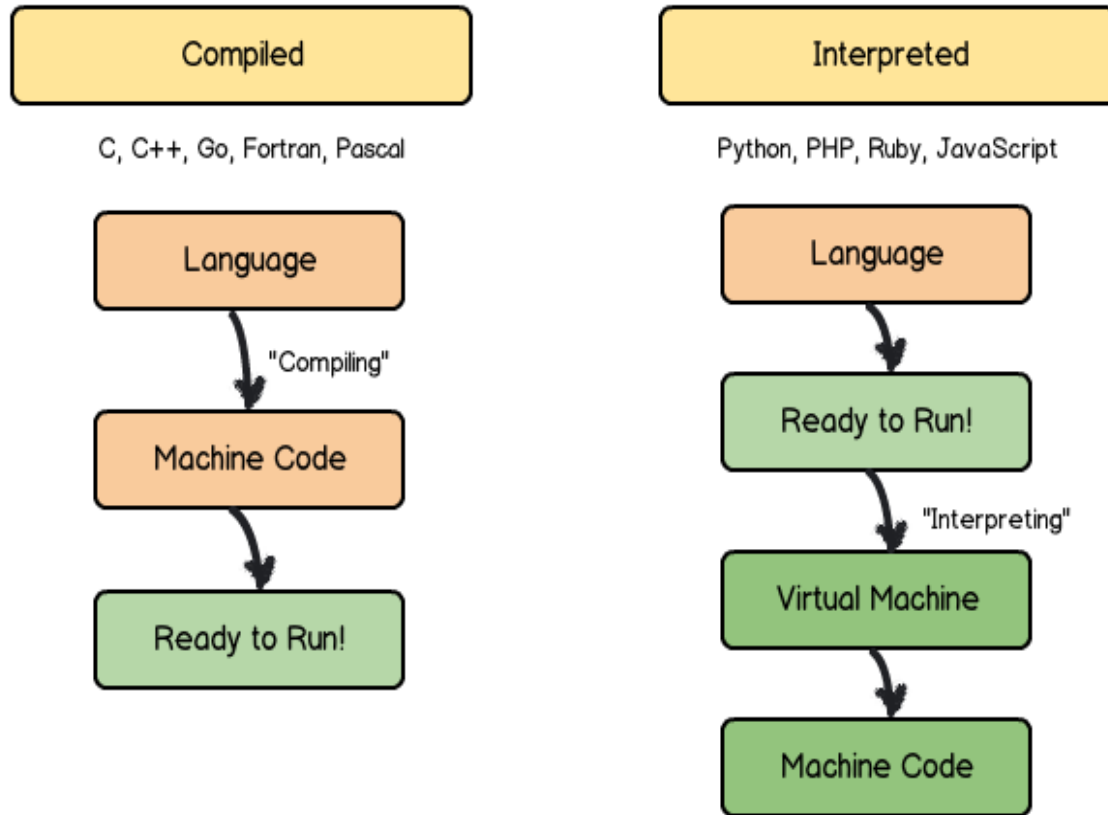 Compiled
C, C++, Go, Fortran, Pascal
Language
"Compiling"
Machine Code
Ready to Run!
Interpreted
Python, PHP, Ruby, JavaScript
Language
Ready to Run!
"Interpreting"
Virtual Machine
Machine Code